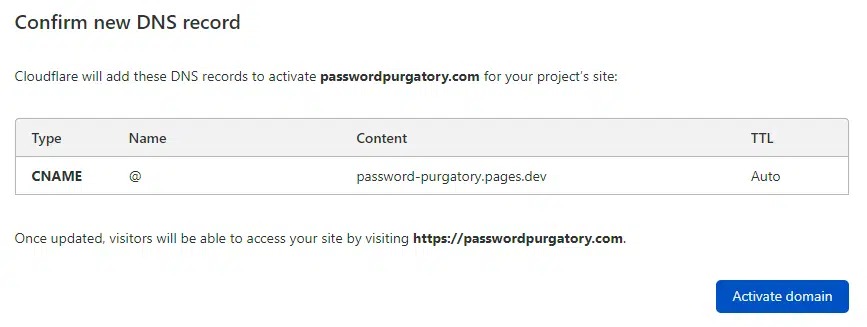 Confirm new DNS record
Cloudflare will add these DNS records to activate passwordpurgatory.com for your project's site:
Type Name Content TTL
CNAME @ password-purgatory.pages.dev Auto
Once updated, visitors will be able to access your site by visiting https://passwordpurgatory.com.
Activate domain